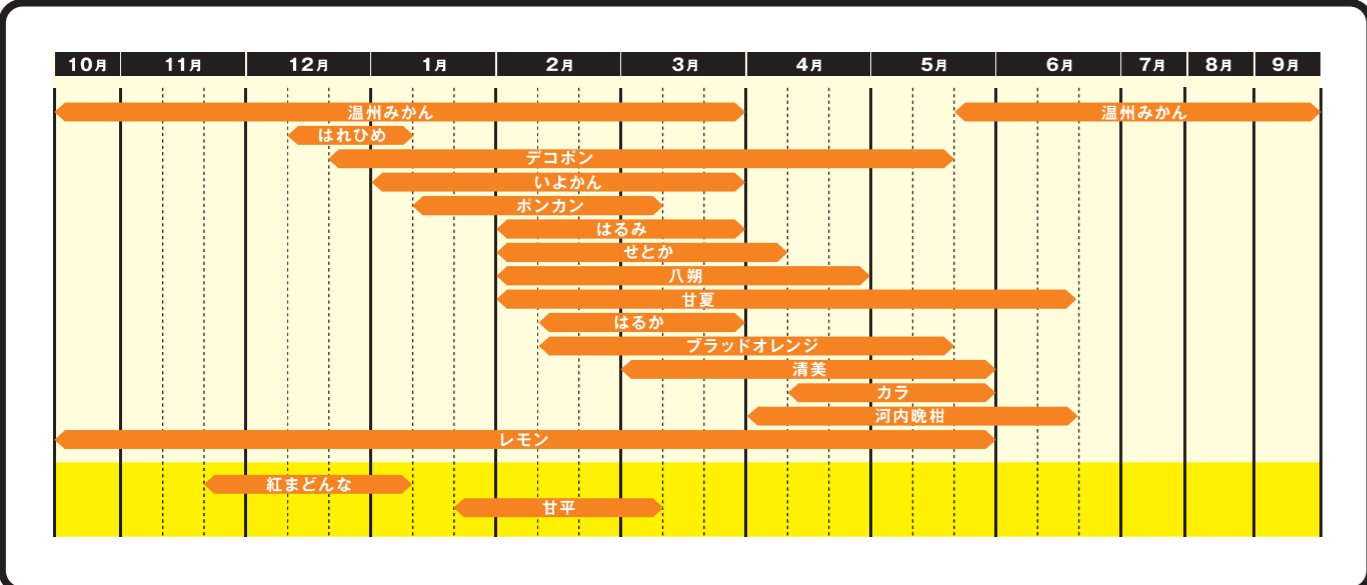 10月 11月 12月 1月 2月 3月 4月 5月 6月 7月 8月 9月
温州みかん 温州みかん
はれひめ
デコポン
いよかん
ポンカン
はるみ
せとか
八朔
甘夏
はるか
ブラッドオレンジ
清美
カラ
河内晩柑
レモン
紅まどんな
甘平